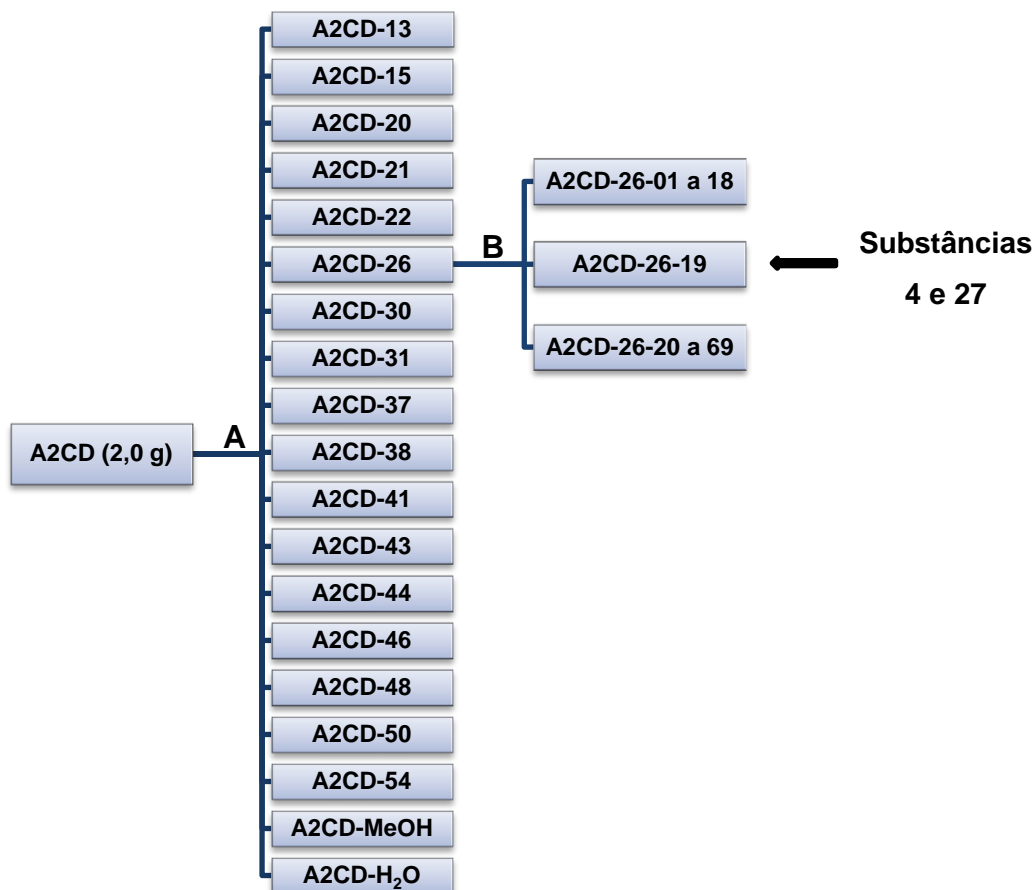 A2CD (2,0 g)
A
A2CD-13
A2CD-15
A2CD-20
A2CD-21
A2CD-22
A2CD-26
A2CD-30
A2CD-31
A2CD-37
A2CD-38
A2CD-41
A2CD-43
A2CD-44
A2CD-46
A2CD-48
A2CD-50
A2CD-54
A2CD-MeOH
A2CD-H₂O
B
A2CD-26-01 a 18
A2CD-26-19
A2CD-26-20 a 69
Substâncias
4 e 27